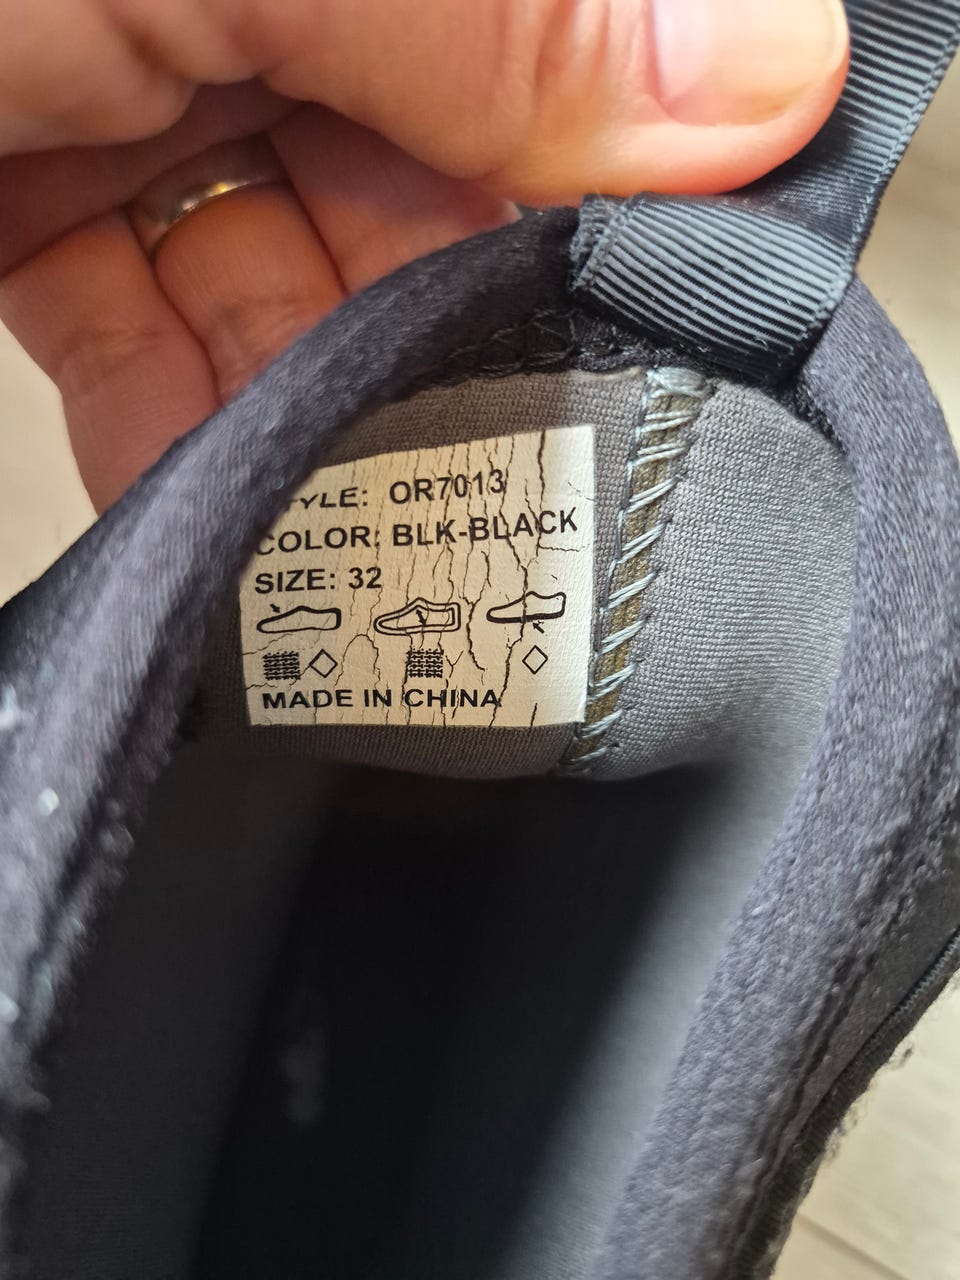 STYLE: OR7013
COLOR: BLK-BLACK
SIZE: 32
MADE IN CHINA